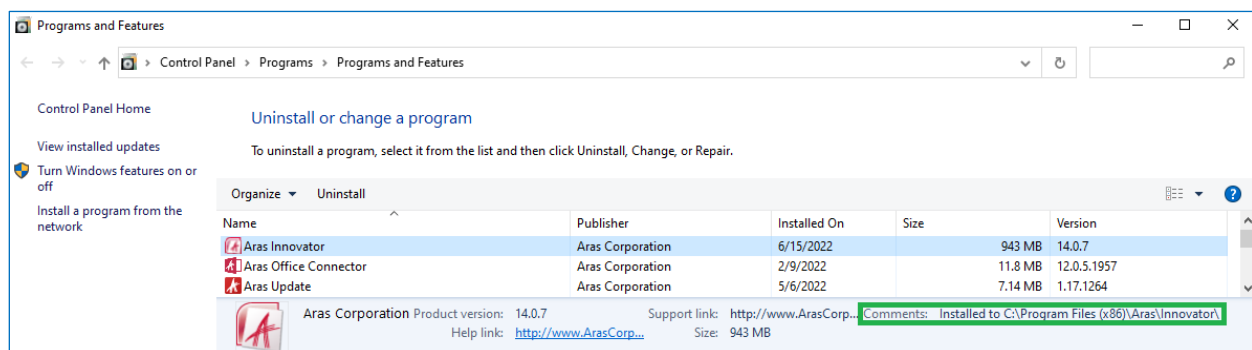 Programs and Features
Control Panel > Programs > Programs and Features
Control Panel Home
View installed updates
Turn Windows features on or
off
Install a program from the
network
Uninstall or change a program
To uninstall a program, select it from the list and then click Uninstall, Change, or Repair.
Organize Uninstall
Name Publisher Installed On Size Version
Aras Innovator Aras Corporation 6/15/2022 943 MB 14.0.7
Aras Office Connector Aras Corporation 2/9/2022 11.8 MB 12.0.5.1957
Aras Update Aras Corporation 5/6/2022 7.14 MB 1.17.1264
Aras Corporation Product version: 14.0.7 Support link: http://www.ArasCorp... Comments: Installed to C:\Program Files (x86)\Aras\Innovator\
Help link: http://www.ArasCorp... Size: 943 MB